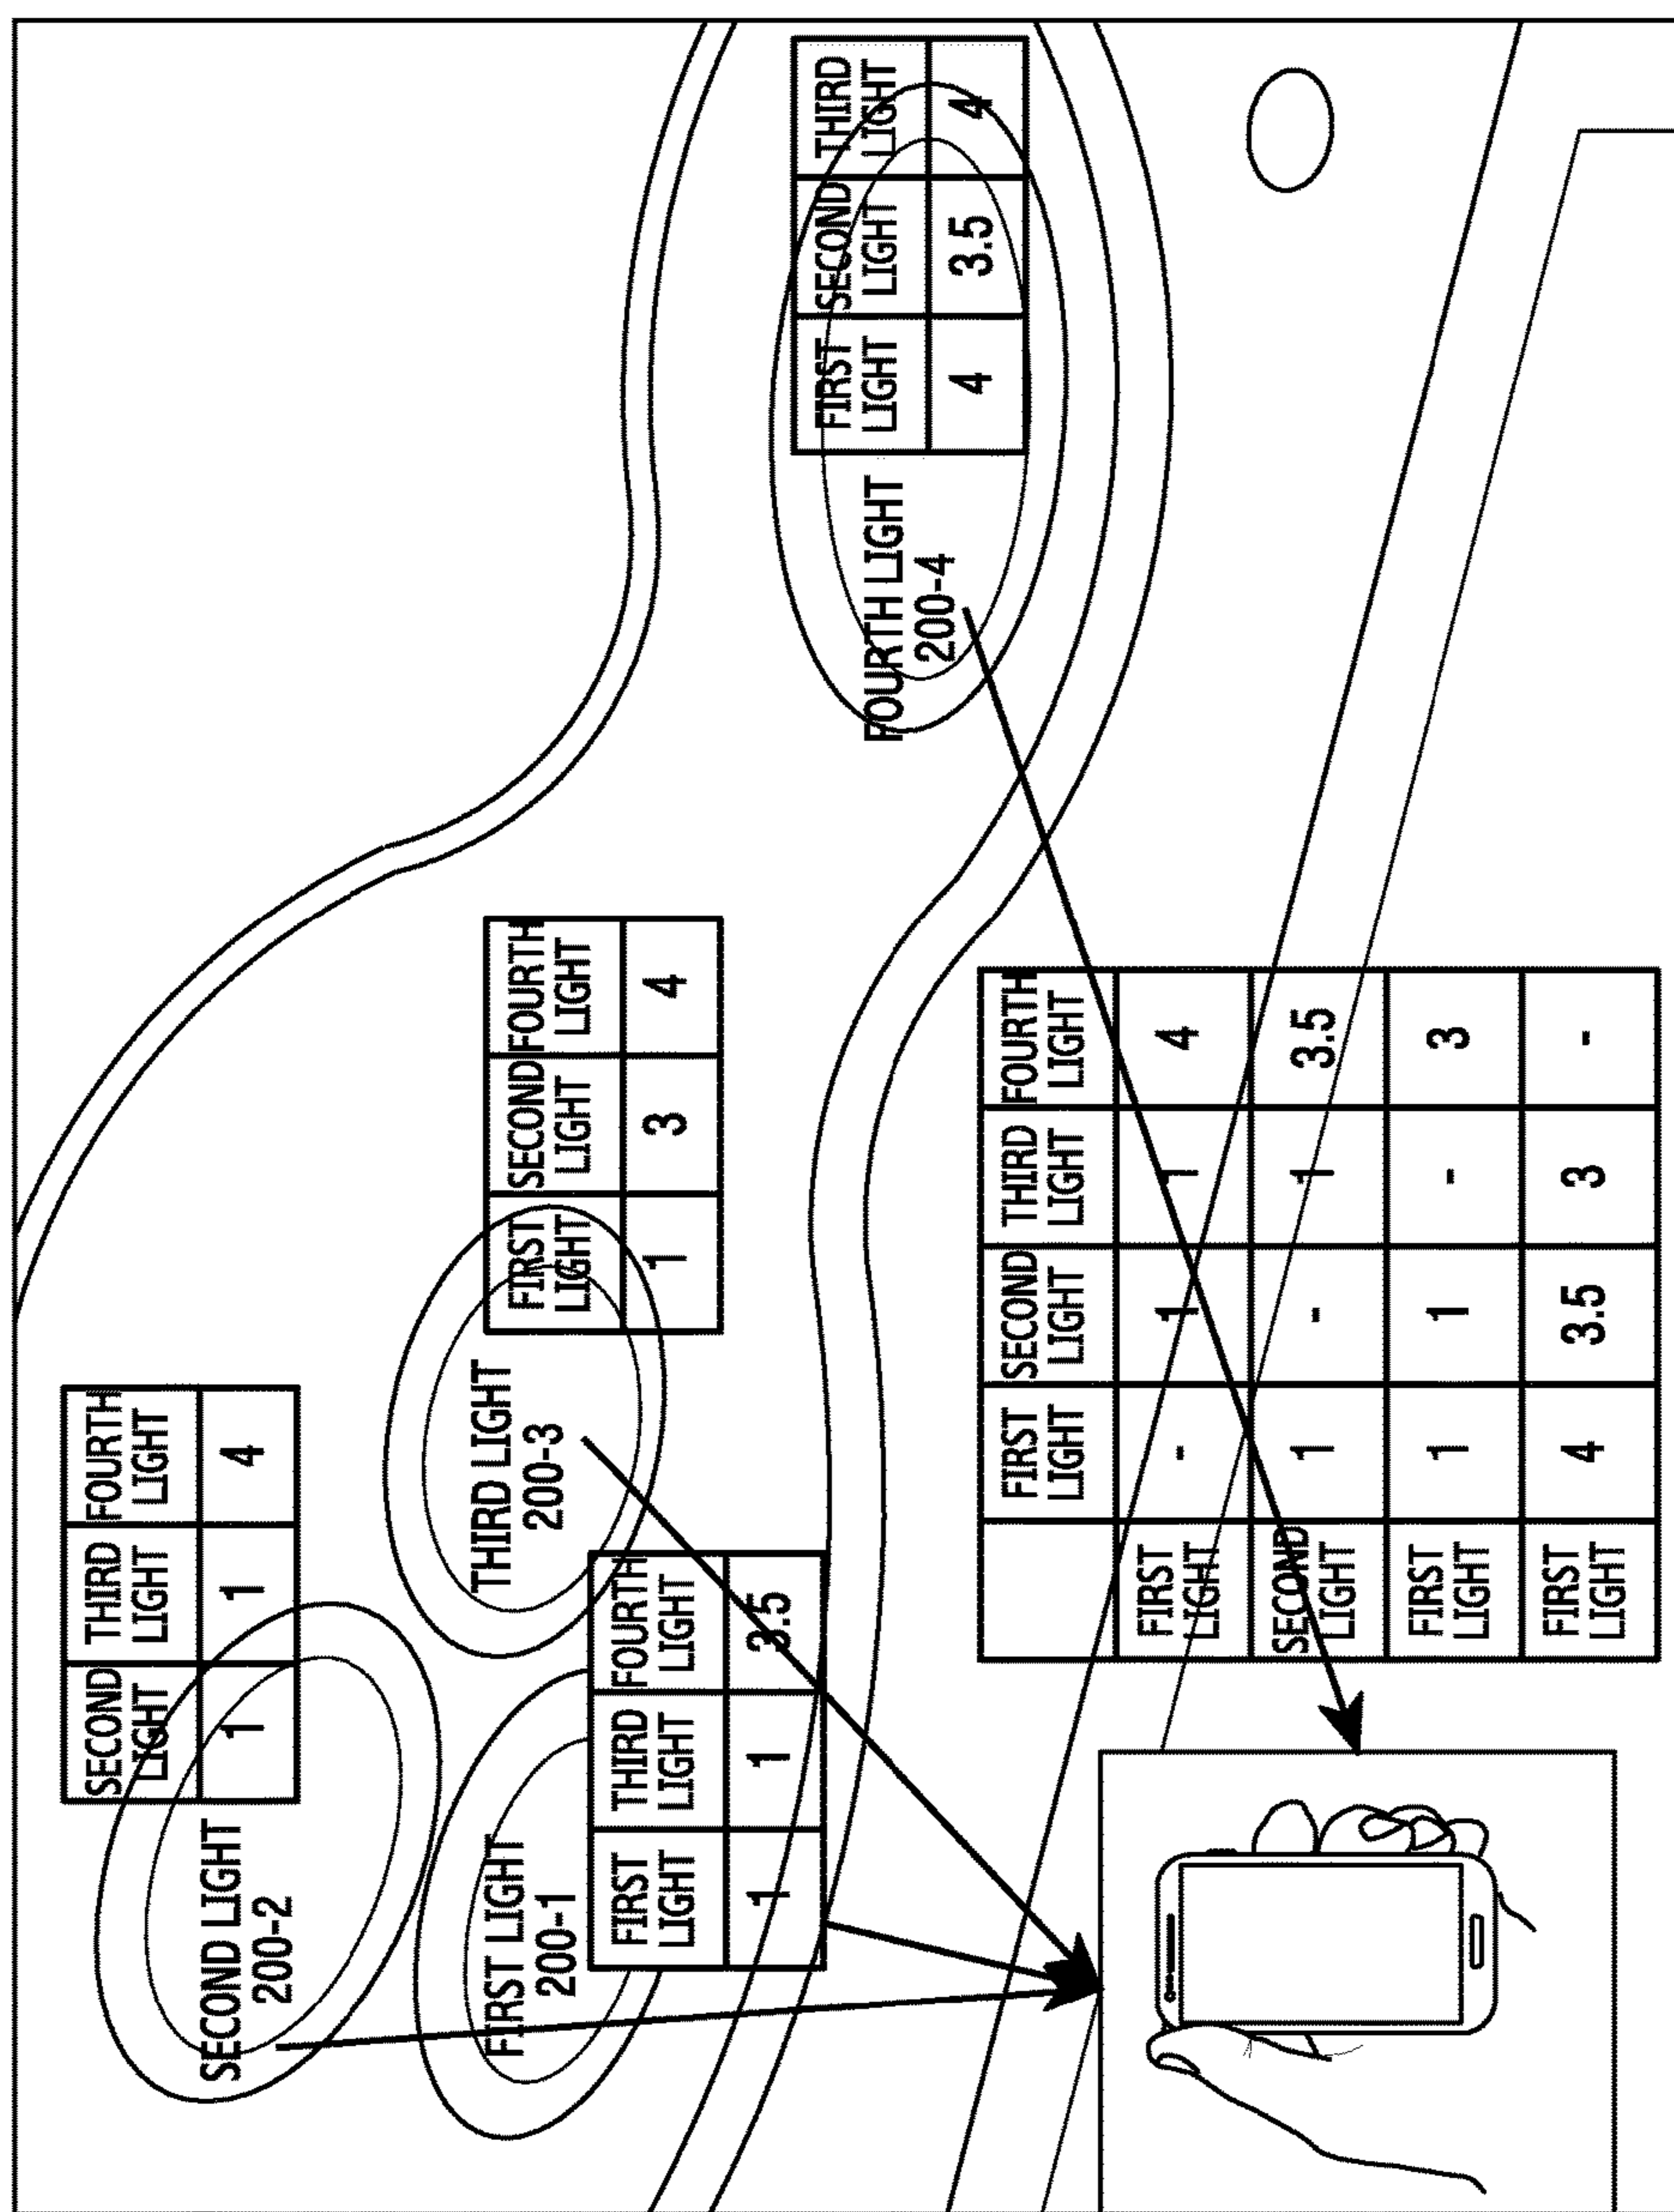 SECOND LIGHT
THIRD LIGHT
FOURTH LIGHT
1
1
4
SECOND LIGHT
200-2
FIRST LIGHT
SECOND LIGHT
FOURTH LIGHT
1
3
4
THIRD LIGHT
200-3
FIRST LIGHT
200-1
FIRST LIGHT
THIRD LIGHT
FOURTH LIGHT
1
1
3.5
FIRST LIGHT
SECOND LIGHT
THIRD LIGHT
4
3.5
4
FOURTH LIGHT
200-4
FIRST LIGHT
SECOND LIGHT
THIRD LIGHT
FOURTH LIGHT
FIRST LIGHT
-
1
1
4
SECOND LIGHT
1
-
1
3.5
FIRST LIGHT
1
1
-
3
FIRST LIGHT
4
3.5
3
-